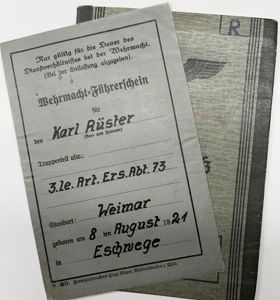 Nur gültig für die Dauer des
Dienstverhältnisses bei der Wehrmacht.
(Bei der Entlassung abzugeben).
Wehrmacht-Führerschein
für
den Karl Rüster
(Vor- und Zuname)
Truppenteil usw.:
3.le. Art. Ers. Abt. 73
Standort: Weimar
geboren am 8 ten August 1921
in Eschwege
R